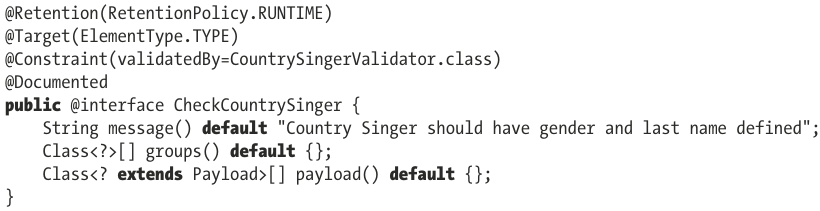 @Retention(RetentionPolicy.RUNTIME)
@Target(ElementType.TYPE)
@Constraint(validatedBy=CountrySingerValidator.class)
@Documented
public @interface CheckCountrySinger {
    String message() default "Country Singer should have gender and last name defined";
    Class<?>[] groups() default {};
    Class<? extends Payload>[] payload() default {};
}